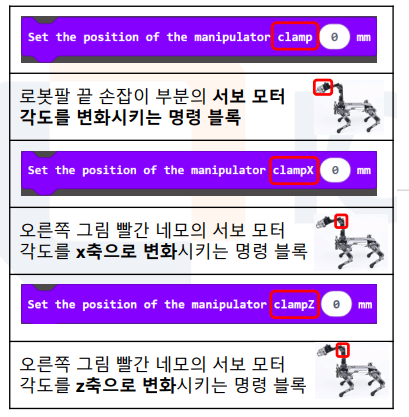 Set the position of the manipulator clamp 0 mm
로봇팔 끝 손잡이 부분의 서보 모터
각도를 변화시키는 명령 블록
Set the position of the manipulator clampX 0 mm
오른쪽 그림 빨간 네모의 서보 모터
각도를 x축으로 변화시키는 명령 블록
Set the position of the manipulator clampZ 0 mm
오른쪽 그림 빨간 네모의 서보 모터
각도를 z축으로 변화시키는 명령 블록